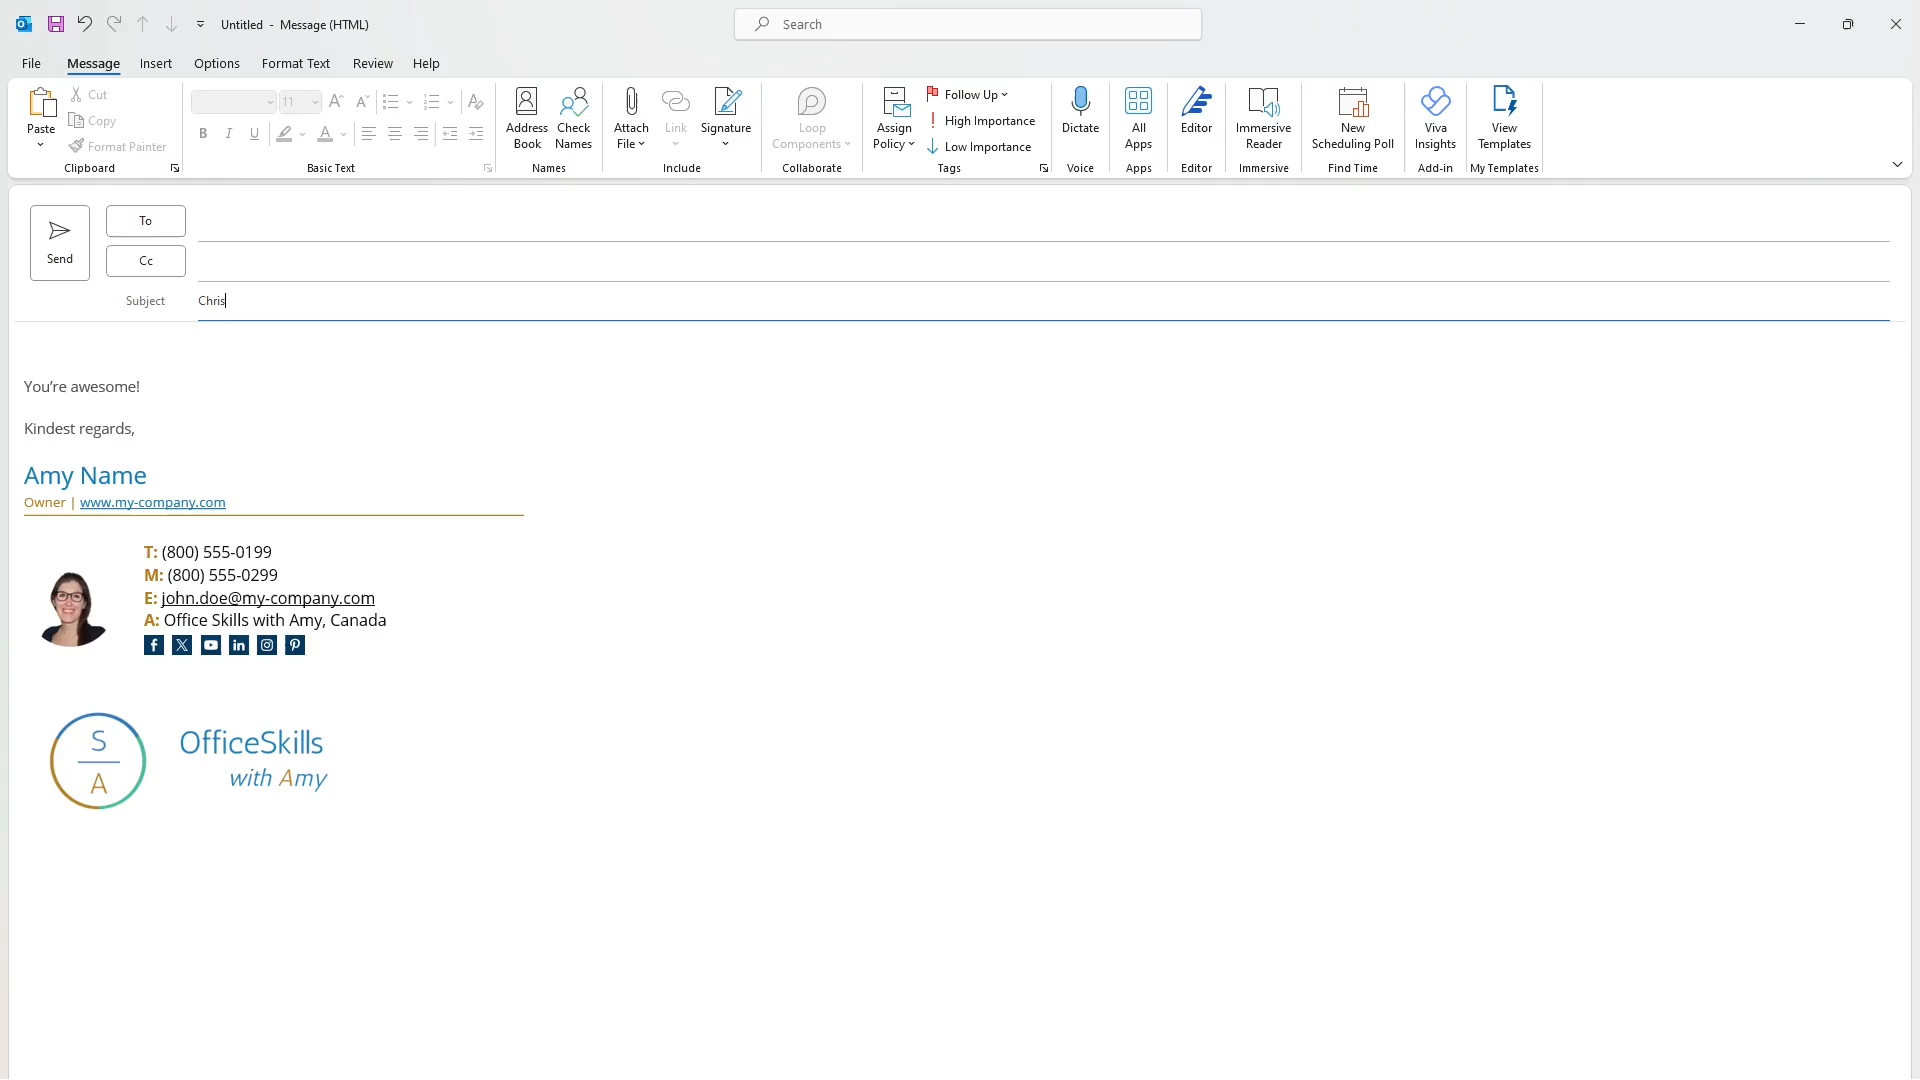 Untitled - Message (HTML)
Search
File Message Insert Options Format Text Review Help
Paste
Cut
Copy
Format Painter
Clipboard
11
B I U
Basic Text
Address Book
Check Names
Names
Attach File
Link
Signature
Include
Loop Components
Collaborate
Assign Policy
Follow Up
High Importance
Low Importance
Tags
Dictate
Voice
All Apps
Apps
Editor
Editor
Immersive Reader
Immersive
New Scheduling Poll
Find Time
Viva Insights
Add-in
View Templates
My Templates
Send
To
Cc
Subject Chris
You’re awesome!
Kindest regards,
Amy Name
Owner | www.my-company.com
T: (800) 555-0199
M: (800) 555-0299
E: john.doe@my-company.com
A: Office Skills with Amy, Canada
S
A
OfficeSkills
with Amy